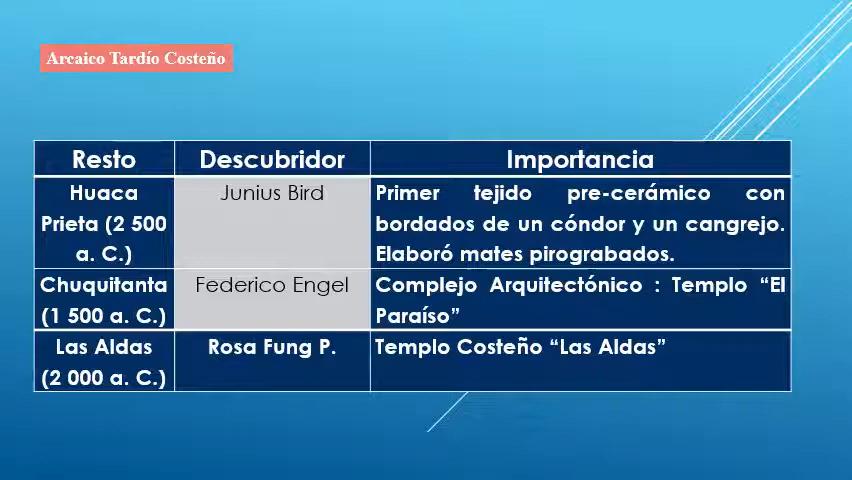 Arcaico Tardío Costeño
Resto Descubridor Importancia
Huaca Prieta (2 500 a. C.) Junius Bird Primer tejido pre-cerámico con bordados de un cóndor y un cangrejo. Elaboró mates pirograbados.
Chuquitanta (1 500 a. C.) Federico Engel Complejo Arquitectónico : Templo “El Paraíso”
Las Aldas (2 000 a. C.) Rosa Fung P. Templo Costeño “Las Aldas”